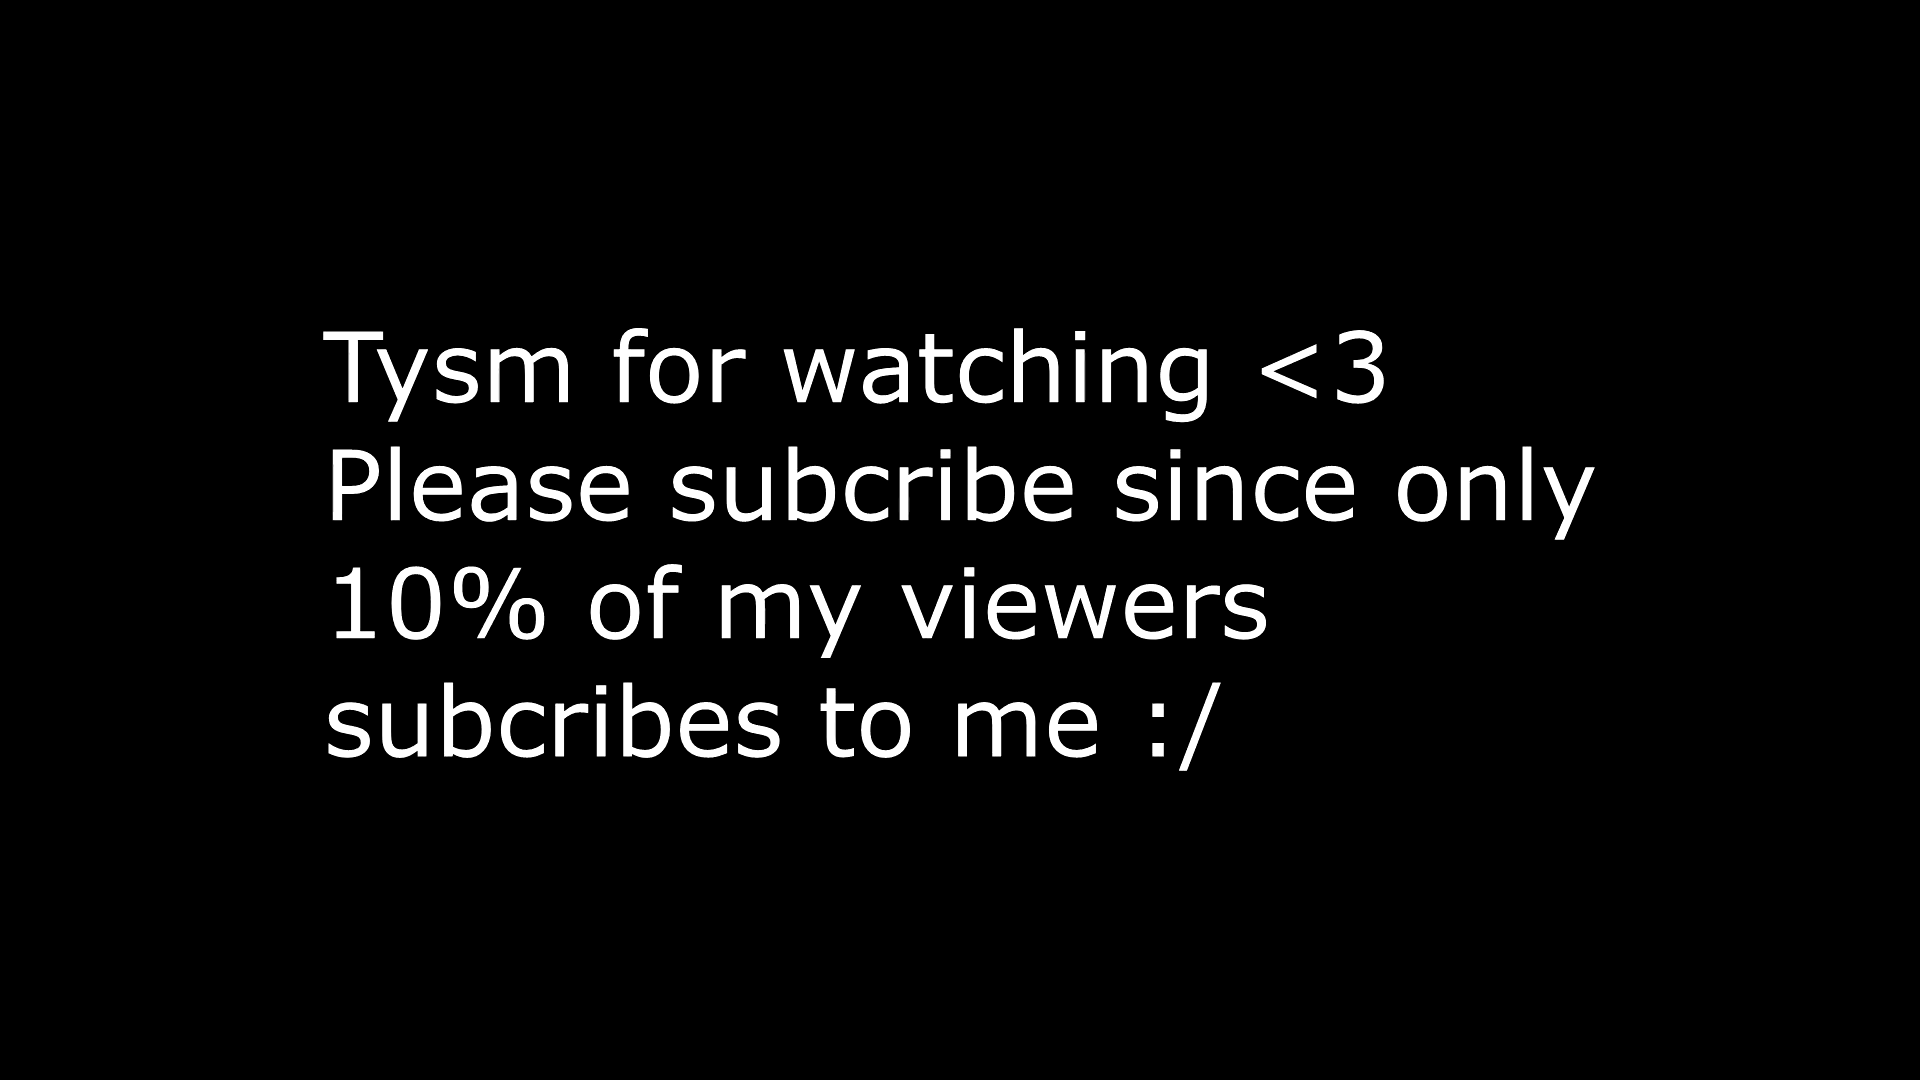 Tysm for watching <3
Please subcribe since only
10% of my viewers
subcribes to me :/